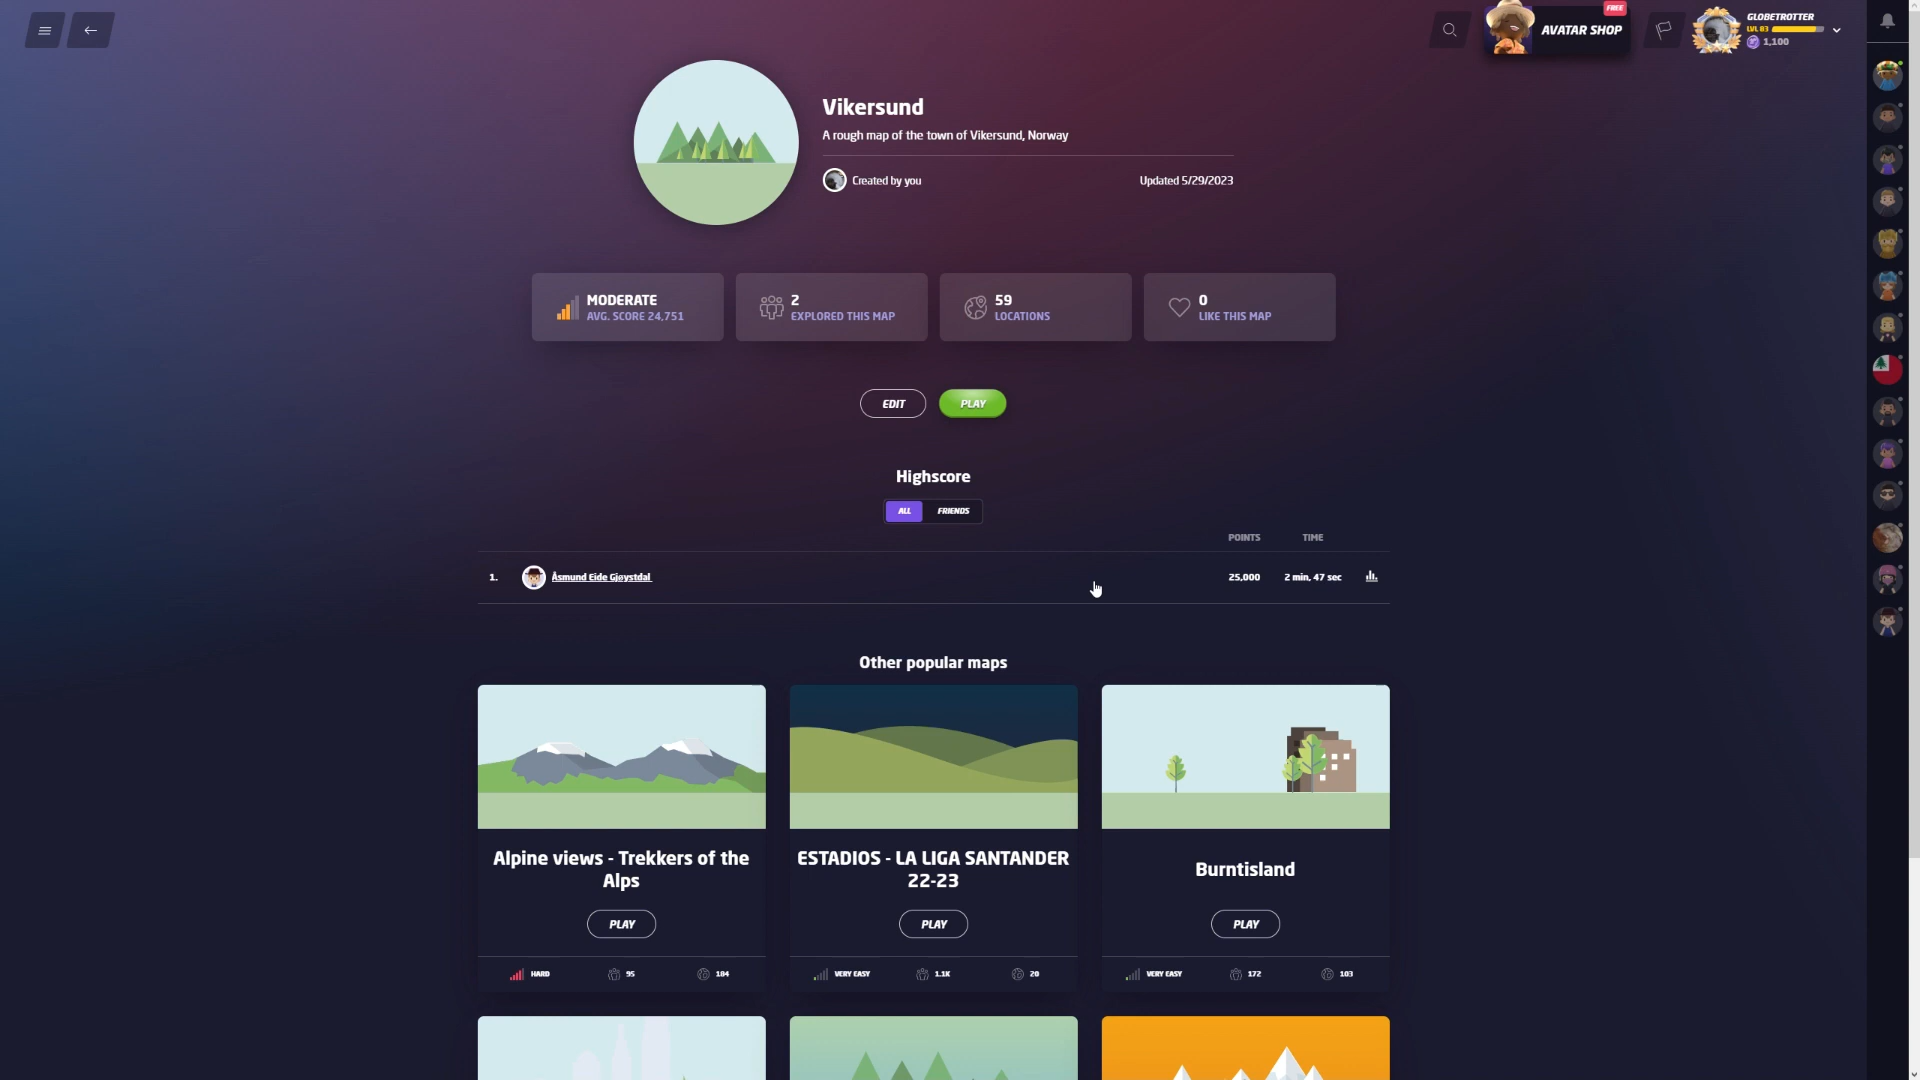 FREE
AVATAR SHOP
GLOBETROTTER
LVL 83
1,100
Vikersund
A rough map of the town of Vikersund, Norway
Created by you
Updated 5/29/2023
MODERATE
AVG. SCORE 24,751
2
EXPLORED THIS MAP
59
LOCATIONS
0
LIKE THIS MAP
EDIT
PLAY
Highscore
ALL
FRIENDS
POINTS
TIME
1.
Åsmund Eide Gjøystdal
25,000
2 min, 47 sec
Other popular maps
Alpine views - Trekkers of the
Alps
PLAY
HARD
95
184
ESTADIOS - LA LIGA SANTANDER
22-23
PLAY
VERY EASY
1.1K
20
Burntisland
PLAY
VERY EASY
172
103